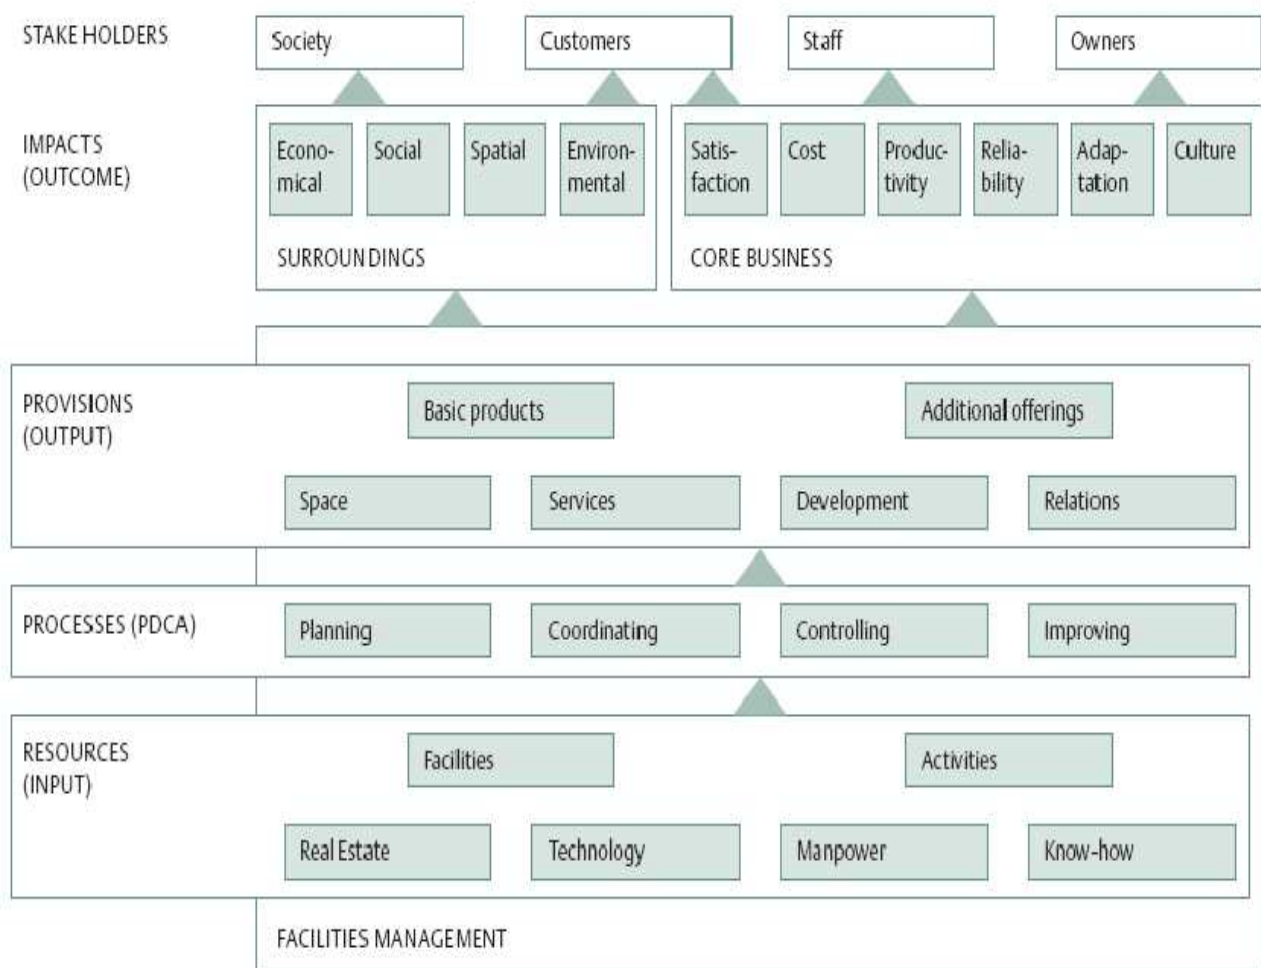 STAKE HOLDERS
Society
Customers
Staff
Owners
IMPACTS
(OUTCOME)
Econo-
mical
Social
Spatial
Environ-
mental
Satis-
faction
Cost
Produc-
tivity
Relia-
bility
Adap-
tation
Culture
SURROUNDINGS
CORE BUSINESS
PROVISIONS
(OUTPUT)
Basic products
Additional offerings
Space
Services
Development
Relations
PROCESSES (PDCA)
Planning
Coordinating
Controlling
Improving
RESOURCES
(INPUT)
Facilities
Activities
Real Estate
Technology
Manpower
Know-how
FACILITIES MANAGEMENT